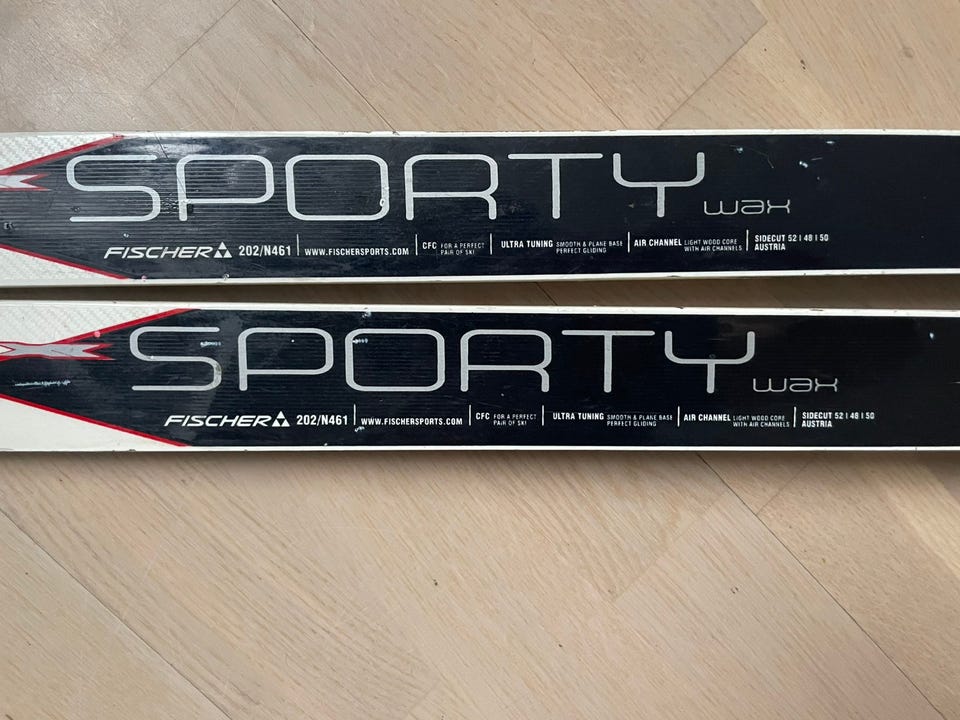 SPORTY wax
FISCHER 202/N461 | WWW.FISCHERSPORTS.COM | CFC FOR A PERFECT PAIR OF SKI | ULTRA TUNING SMOOTH & PLANE BASE PERFECT GLIDING | AIR CHANNEL LIGHT WOOD CORE WITH AIR CHANNELS | SIDECUT 52 | 48 | 50 AUSTRIA
SPORTY wax
FISCHER 202/N461 | WWW.FISCHERSPORTS.COM | CFC FOR A PERFECT PAIR OF SKI | ULTRA TUNING SMOOTH & PLANE BASE PERFECT GLIDING | AIR CHANNEL LIGHT WOOD CORE WITH AIR CHANNELS | SIDECUT 52 | 48 | 50 AUSTRIA